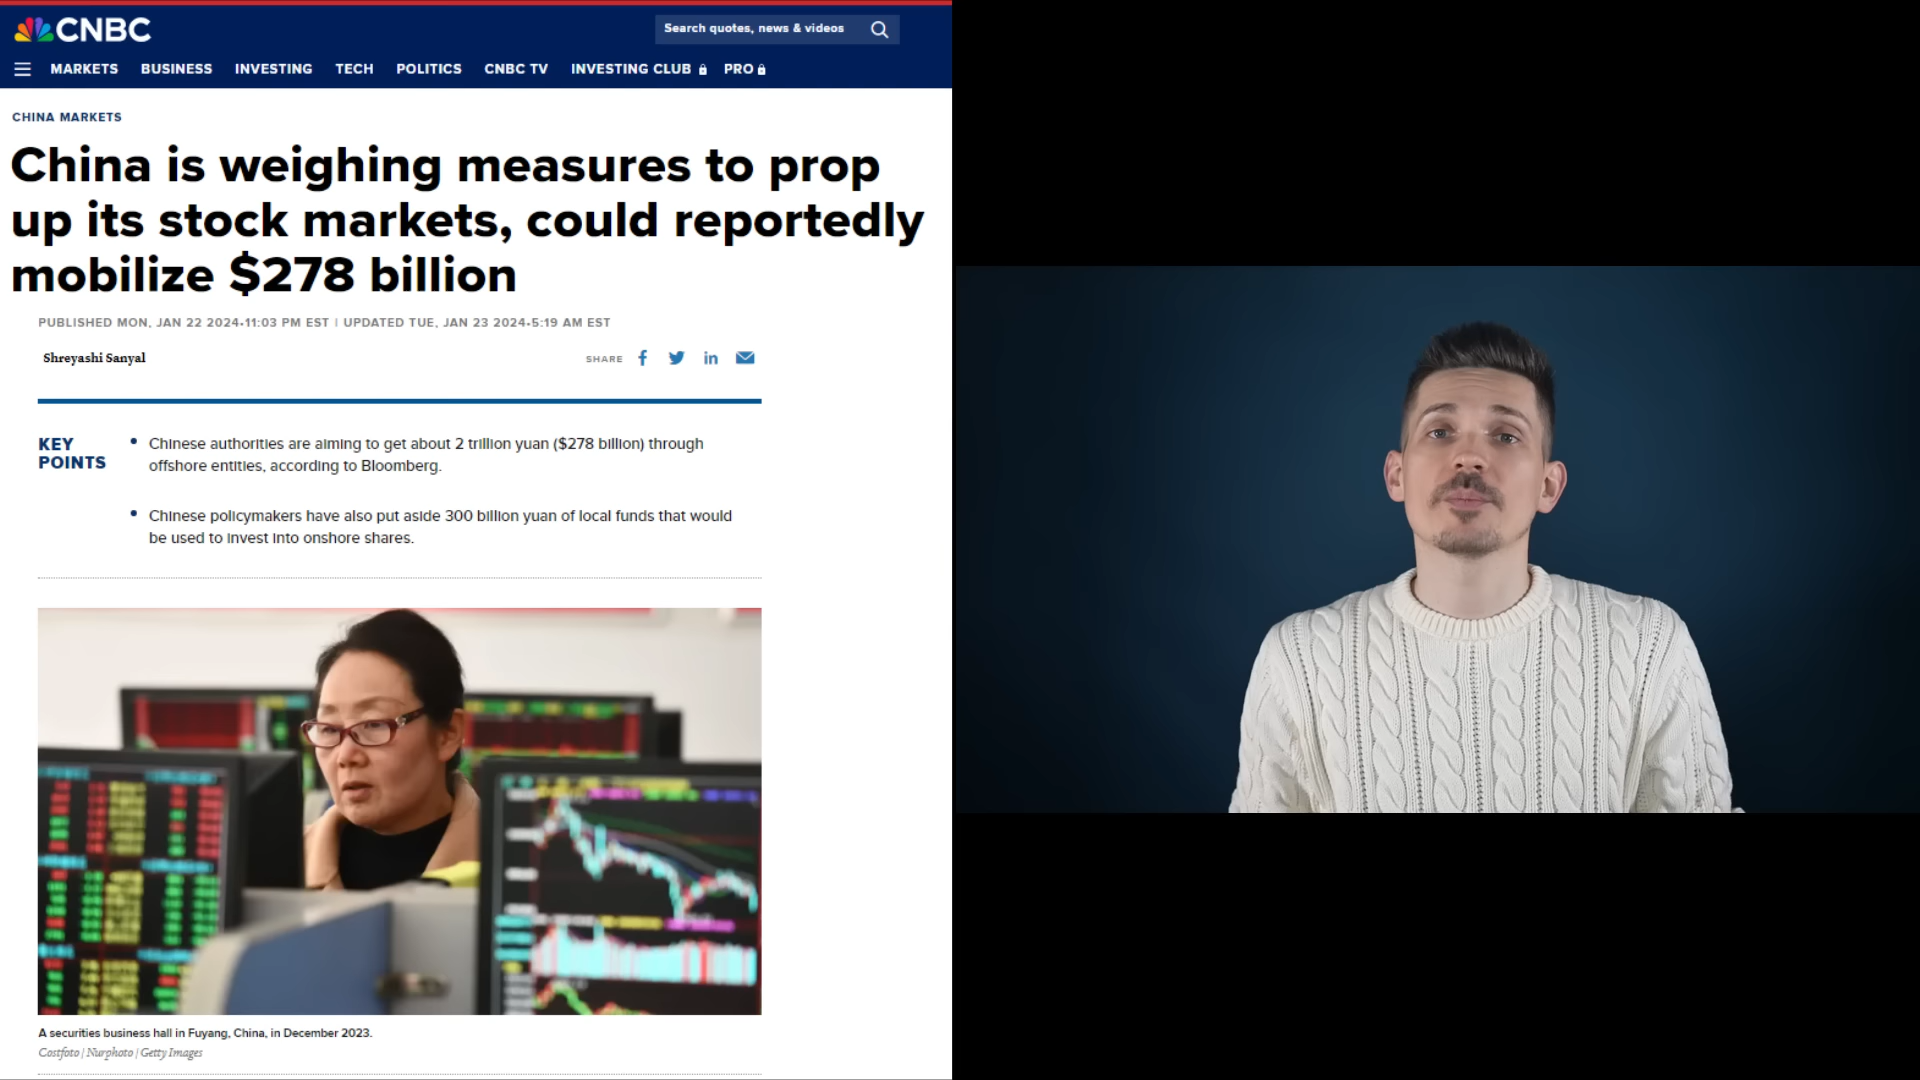 CNBC
Search quotes, news & videos
MARKETS BUSINESS INVESTING TECH POLITICS CNBC TV INVESTING CLUB PRO
CHINA MARKETS
China is weighing measures to prop
up its stock markets, could reportedly
mobilize $278 billion
PUBLISHED MON, JAN 22 2024•11:03 PM EST | UPDATED TUE, JAN 23 2024•5:19 AM EST
Shreyashi Sanyal
SHARE
KEY
POINTS
Chinese authorities are aiming to get about 2 trillion yuan ($278 billion) through
offshore entities, according to Bloomberg.
Chinese policymakers have also put aside 300 billion yuan of local funds that would
be used to invest into onshore shares.
A securities business hall in Fuyang, China, in December 2023.
Costfoto | Nurphoto | Getty Images